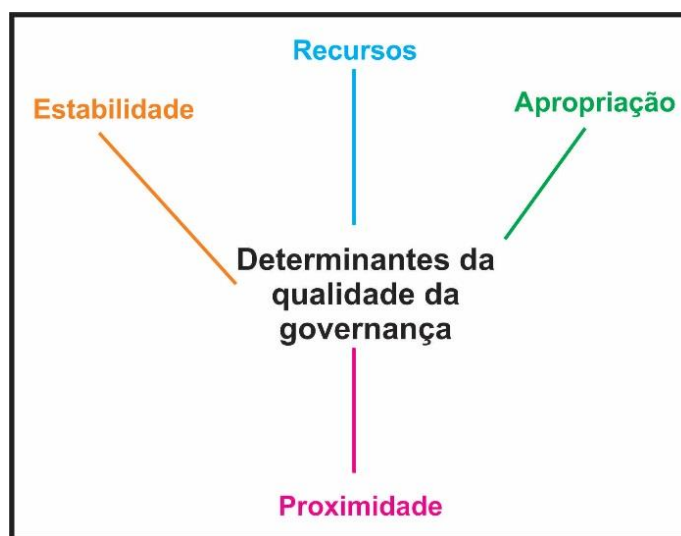 Recursos
Estabilidade
Apropriação
Determinantes da
qualidade da
governança
Proximidade